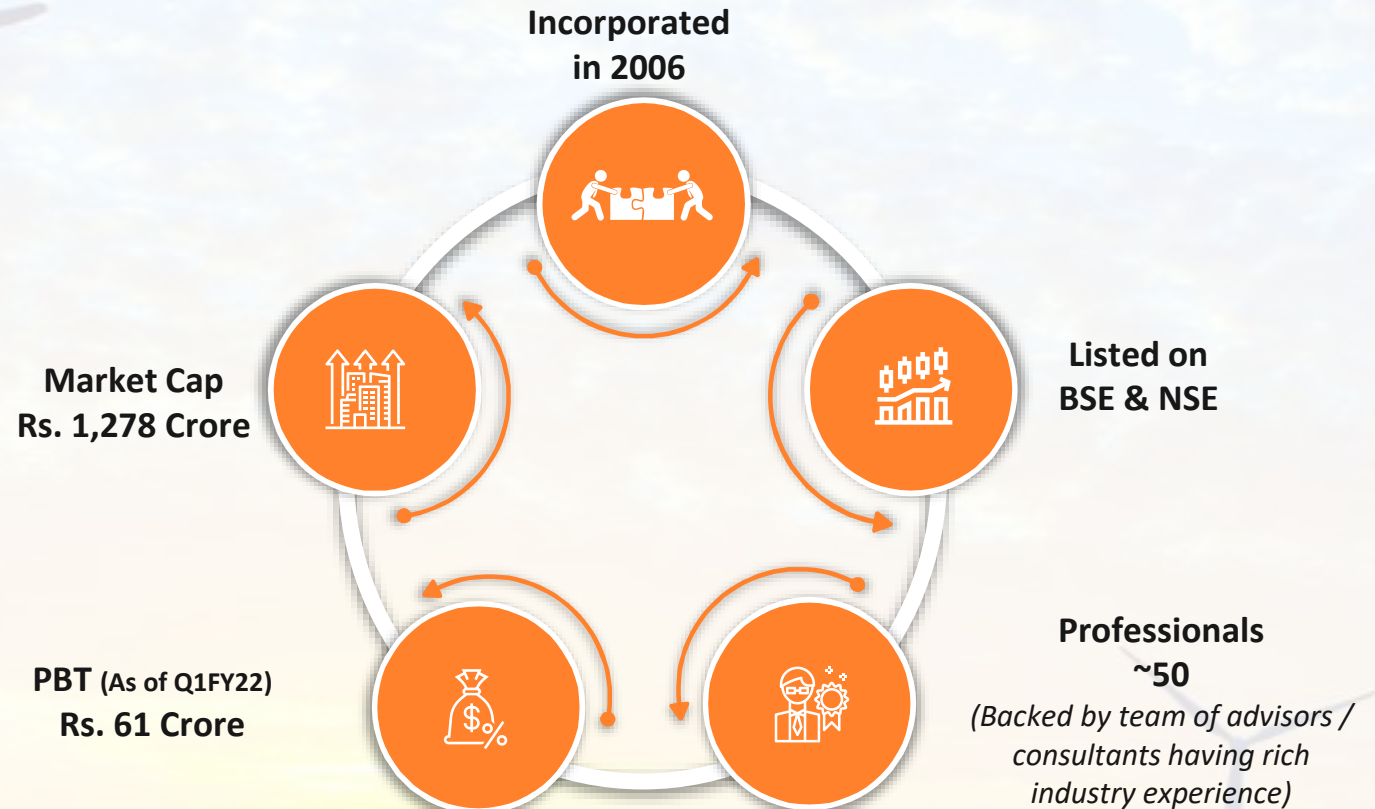 Incorporated
in 2006
Listed on
BSE & NSE
Professionals
~50
(Backed by team of advisors /
consultants having rich
industry experience)
PBT (As of Q1FY22)
Rs. 61 Crore
Market Cap
Rs. 1,278 Crore
$%